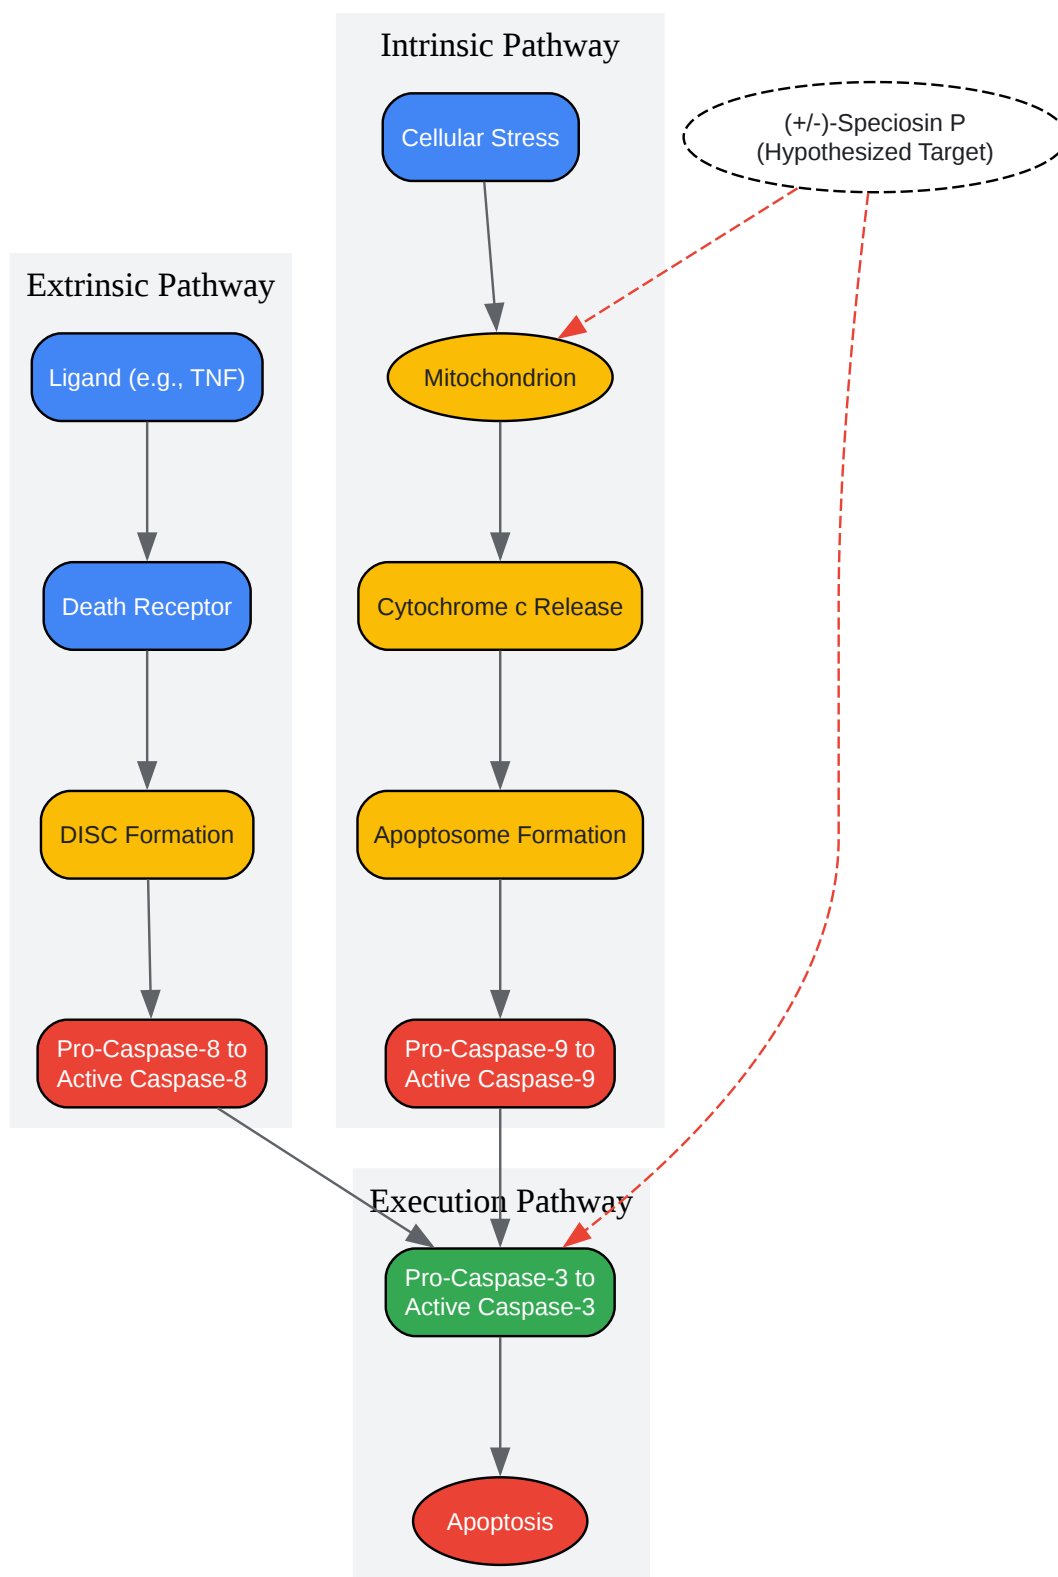 Intrinsic Pathway
Cellular Stress
(+/-)-Speciosin P
(Hypothesized Target)
Extrinsic Pathway
Ligand (e.g., TNF)
Mitochondrion
Death Receptor
Cytochrome c Release
DISC Formation
Apoptosome Formation
Pro-Caspase-8 to
Active Caspase-8
Pro-Caspase-9 to
Active Caspase-9
Execution Pathway
Pro-Caspase-3 to
Active Caspase-3
Apoptosis